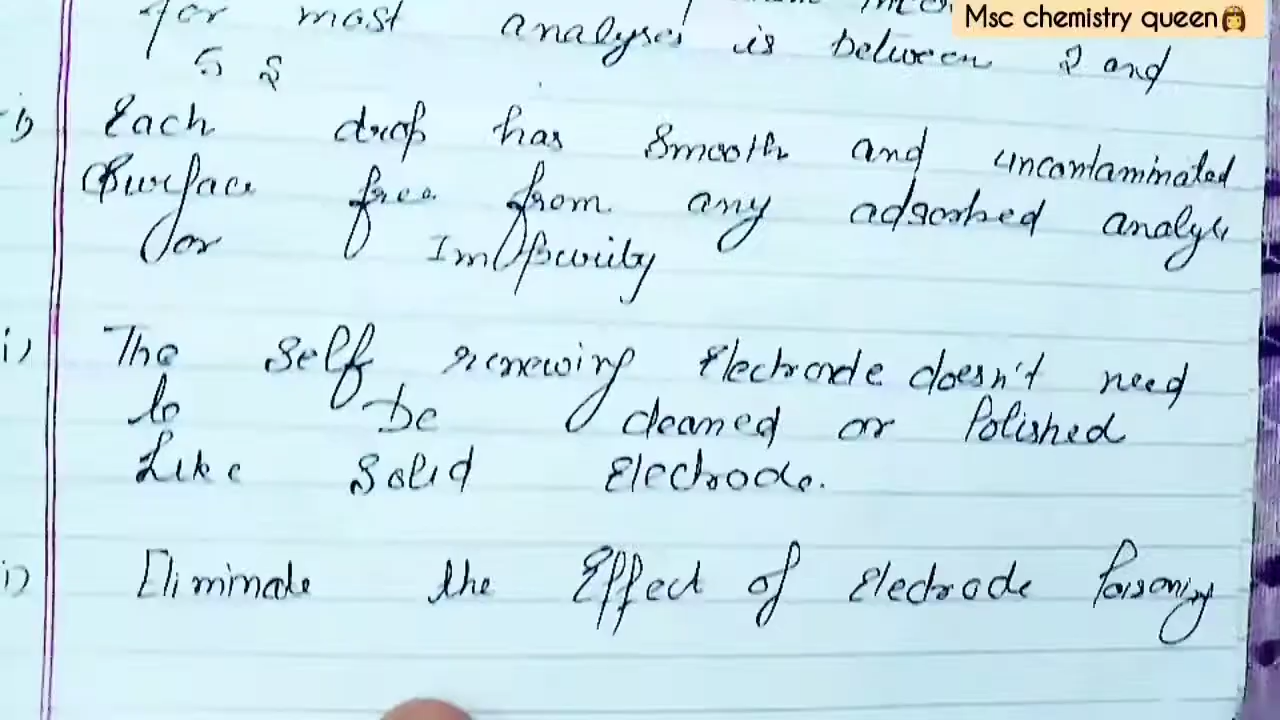 Msc chemistry queen👸
for most analyses is between 2 and
5 s
Each drop has smooth and uncontaminated
Surface free from any adsorbed analyte
or Impurity
i) The Self renewing Electrode doesn't need
to be cleaned or Polished
Like Solid Electrode.
i) Eliminate the Effect of Electrode Poisoning